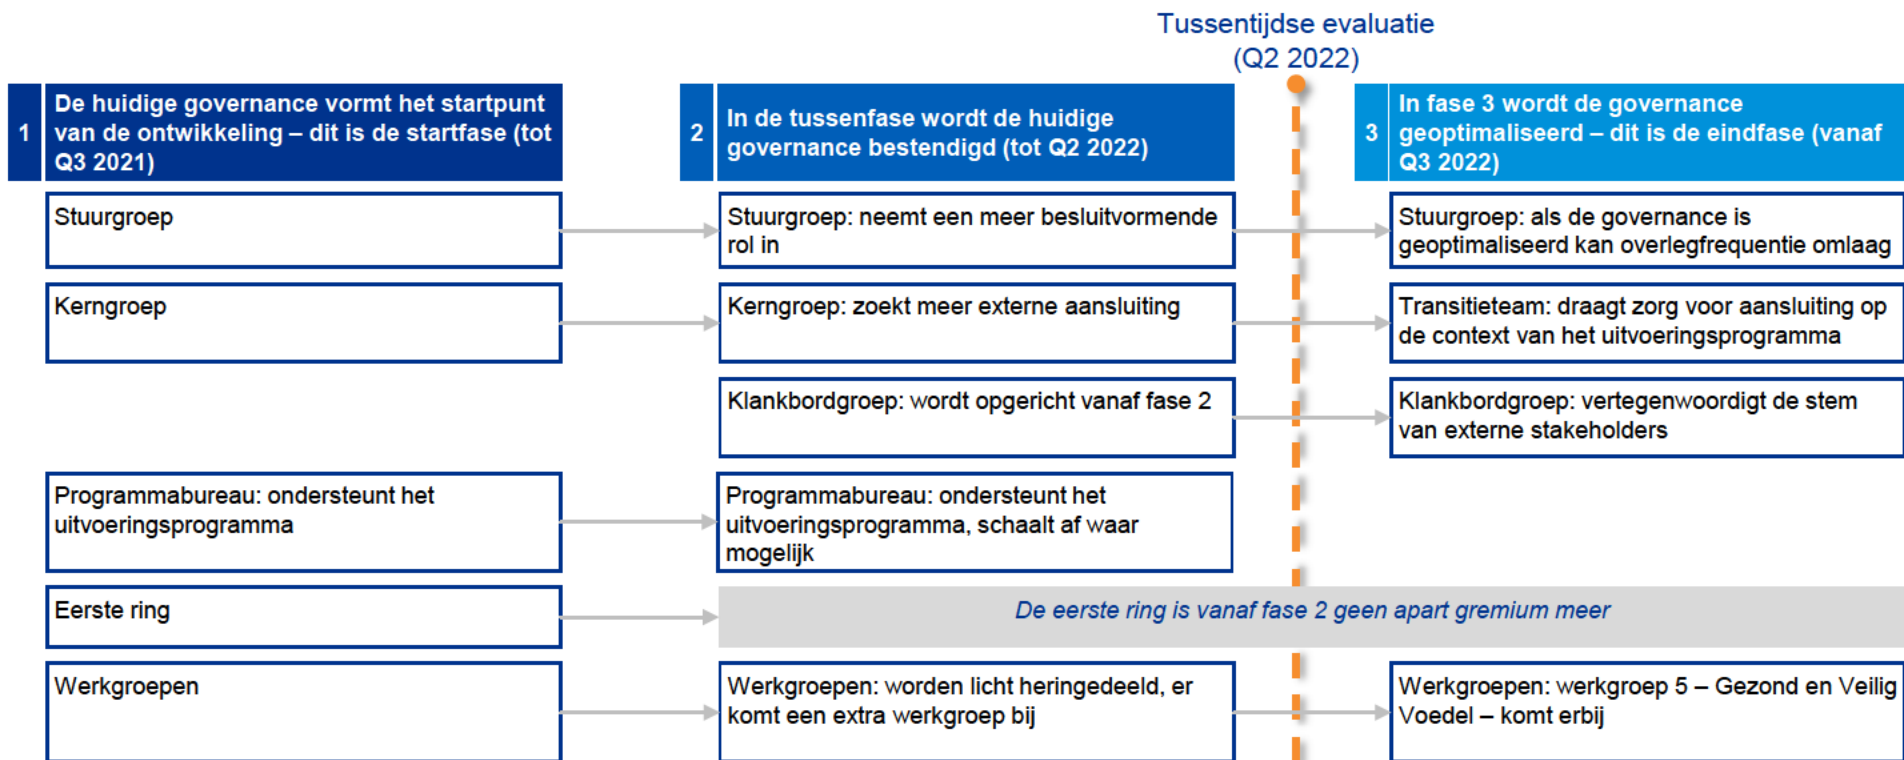 Tussentijdse evaluatie
(Q2 2022)
1
De huidige governance vormt het startpunt
van de ontwikkeling – dit is de startfase (tot
Q3 2021)
2
In de tussenfase wordt de huidige
governance bestendigd (tot Q2 2022)
3
In fase 3 wordt de governance
geoptimaliseerd – dit is de eindfase (vanaf
Q3 2022)
Stuurgroep
Stuurgroep: neemt een meer besluitvormende
rol in
Stuurgroep: als de governance is
geoptimaliseerd kan overlegfrequentie omlaag
Kerngroep
Kerngroep: zoekt meer externe aansluiting
Transitieteam: draagt zorg voor aansluiting op
de context van het uitvoeringsprogramma
Klankbordgroep: wordt opgericht vanaf fase 2
Klankbordgroep: vertegenwoordigt de stem
van externe stakeholders
Programmabureau: ondersteunt het
uitvoeringsprogramma
Programmabureau: ondersteunt het
uitvoeringsprogramma, schaalt af waar
mogelijk
Eerste ring
De eerste ring is vanaf fase 2 geen apart gremium meer
Werkgroepen
Werkgroepen: worden licht heringedeeld, er
komt een extra werkgroep bij
Werkgroepen: werkgroep 5 – Gezond en Veilig
Voedel – komt erbij